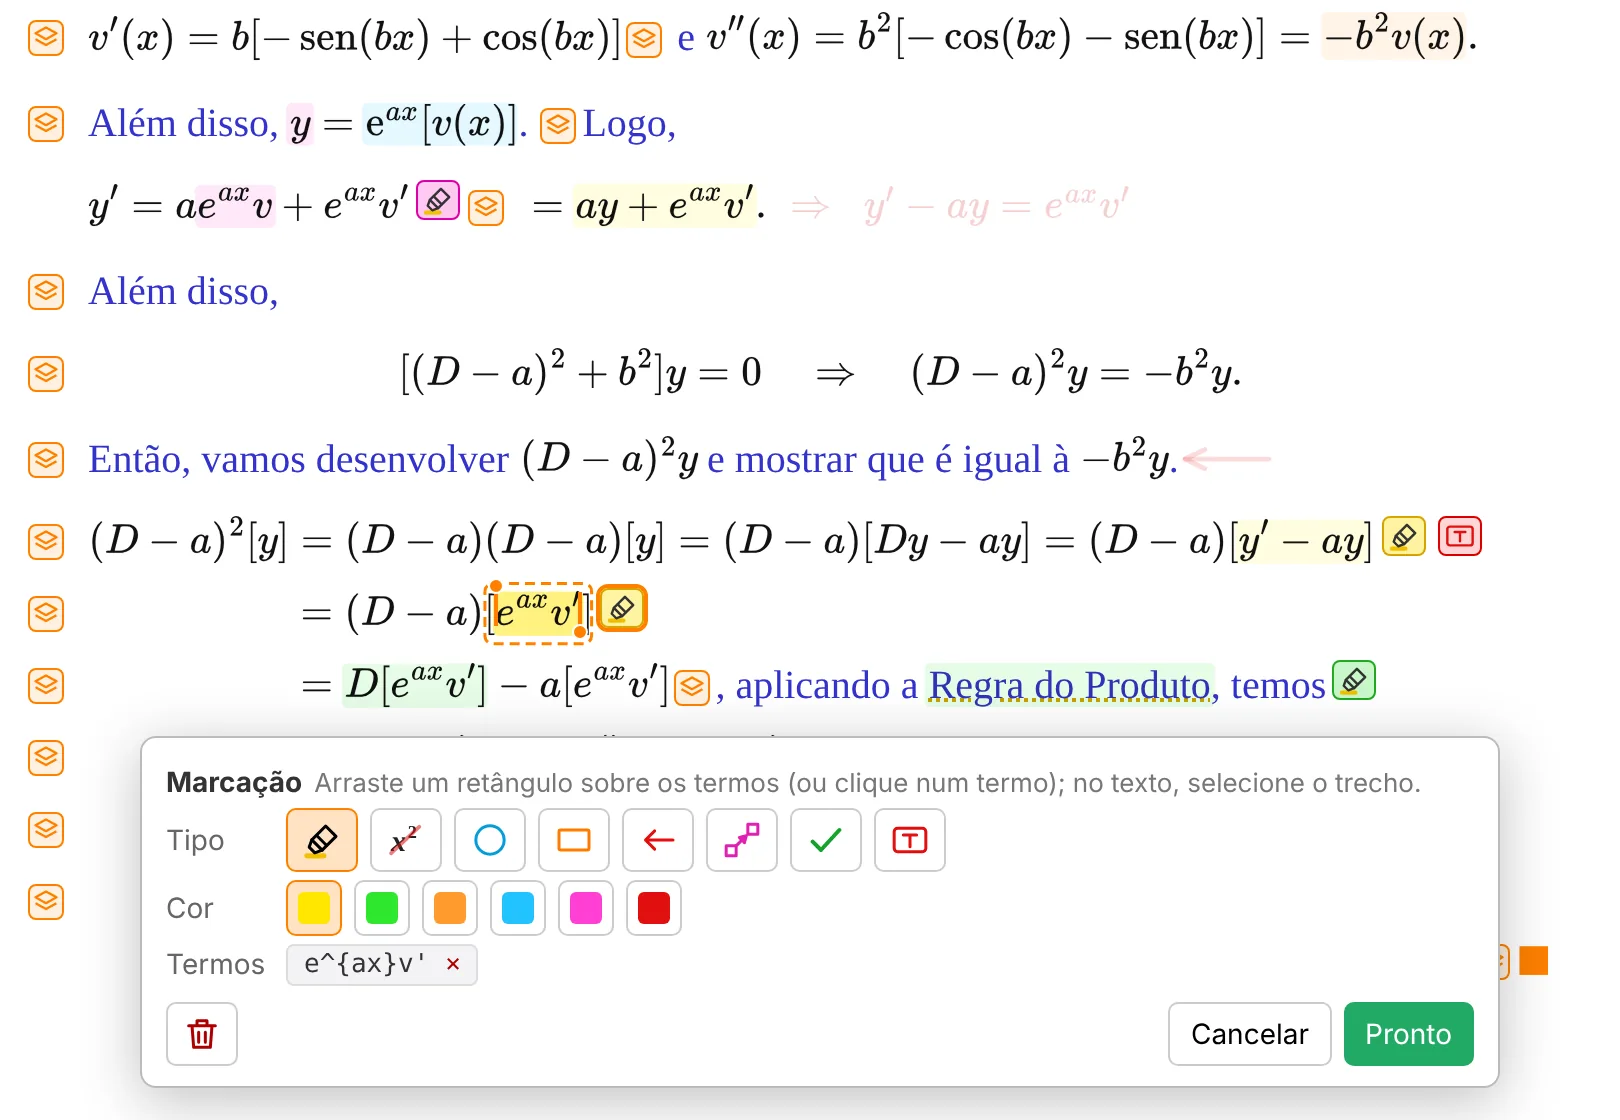 v′(x) = b[− sen(bx) + cos(bx)] e v″(x) = b²[− cos(bx) − sen(bx)] = −b²v(x).
Além disso, y = e^{ax}[v(x)]. Logo,
y′ = ae^{ax}v + e^{ax}v′ = ay + e^{ax}v′. ⇒ y′ − ay = e^{ax}v′
Além disso,
[(D − a)² + b²]y = 0 ⇒ (D − a)²y = −b²y.
Então, vamos desenvolver (D − a)²y e mostrar que é igual à −b²y.
(D − a)²[y] = (D − a)(D − a)[y] = (D − a)[Dy − ay] = (D − a)[y′ − ay]
= (D − a)[e^{ax}v′]
= D[e^{ax}v′] − a[e^{ax}v′], aplicando a Regra do Produto, temos
Marcação Arraste um retângulo sobre os termos (ou clique num termo); no texto, selecione o trecho.
Tipo x² T
Cor
Termos e^{ax}v' ×
Cancelar Pronto